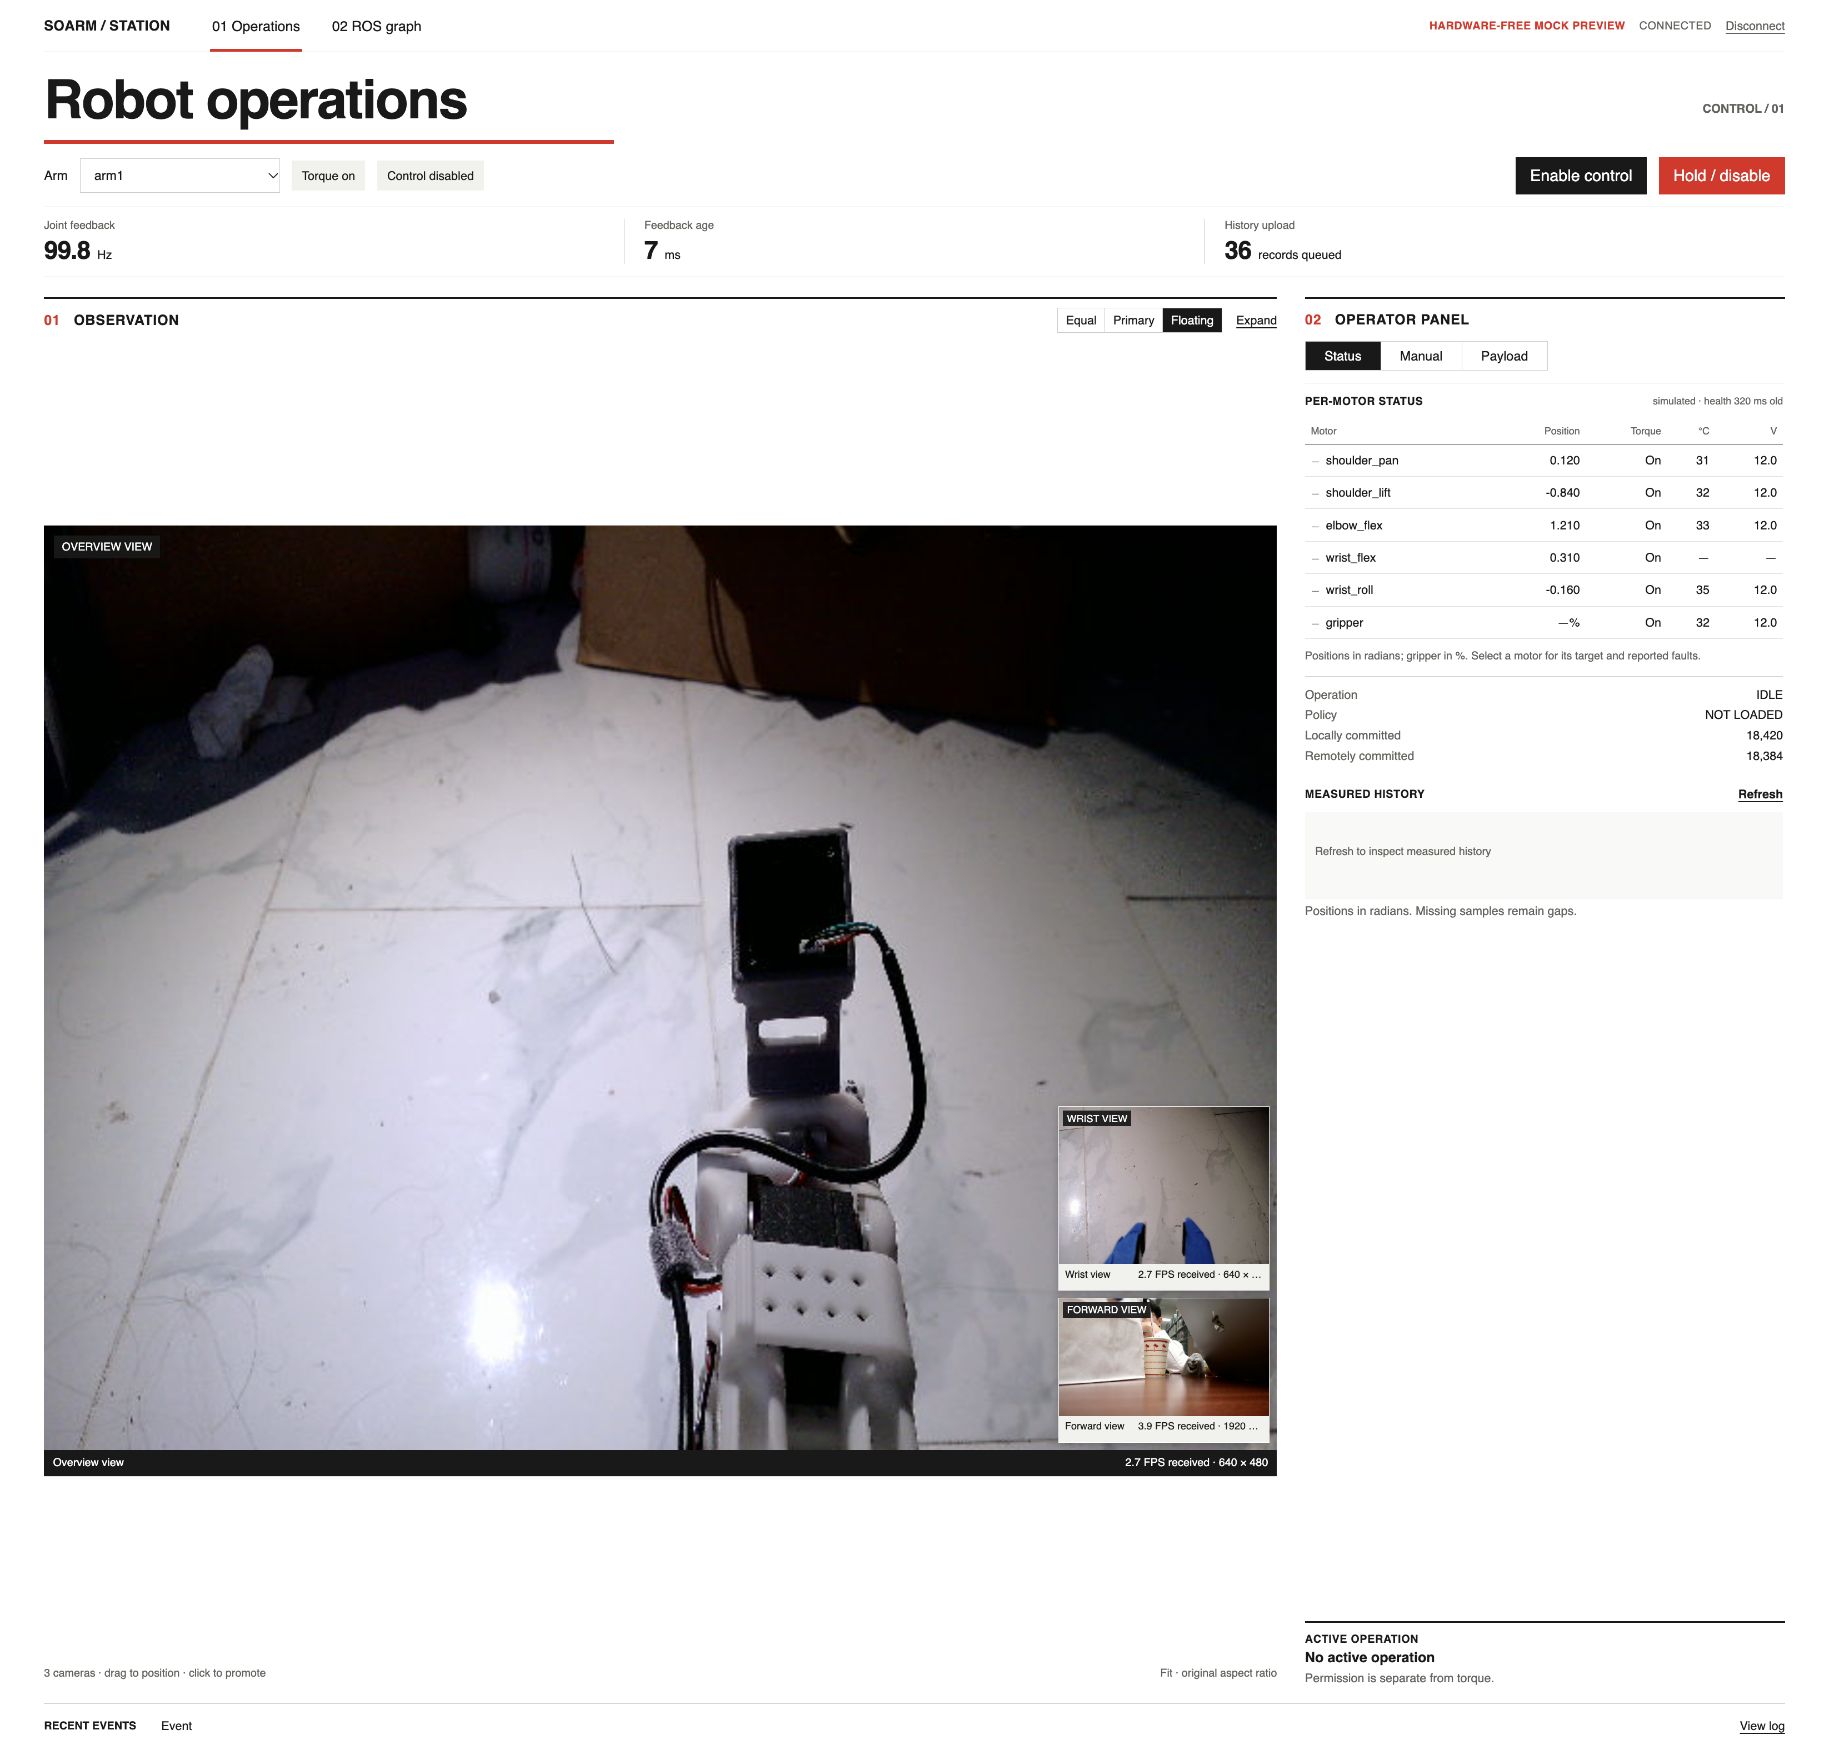 SOARM / STATION 01 Operations 02 ROS graph HARDWARE-FREE MOCK PREVIEW CONNECTED Disconnect
Robot operations
CONTROL / 01
Arm arm1 Torque on Control disabled Enable control Hold / disable
Joint feedback
99.8 Hz
Feedback age
7 ms
History upload
36 records queued
01 OBSERVATION Equal Primary Floating Expand
OVERVIEW VIEW
WRIST VIEW
Wrist view 2.7 FPS received · 640 × ...
FORWARD VIEW
Forward view 3.9 FPS received · 1920 ...
Overview view 2.7 FPS received · 640 × 480
3 cameras · drag to position · click to promote Fit · original aspect ratio
02 OPERATOR PANEL
Status Manual Payload
PER-MOTOR STATUS simulated · health 320 ms old
Motor Position Torque °C V
– shoulder_pan 0.120 On 31 12.0
– shoulder_lift -0.840 On 32 12.0
– elbow_flex 1.210 On 33 12.0
– wrist_flex 0.310 On — —
– wrist_roll -0.160 On 35 12.0
– gripper —% On 32 12.0
Positions in radians; gripper in %. Select a motor for its target and reported faults.
Operation IDLE
Policy NOT LOADED
Locally committed 18,420
Remotely committed 18,384
MEASURED HISTORY Refresh
Refresh to inspect measured history
Positions in radians. Missing samples remain gaps.
ACTIVE OPERATION
No active operation
Permission is separate from torque.
RECENT EVENTS Event View log